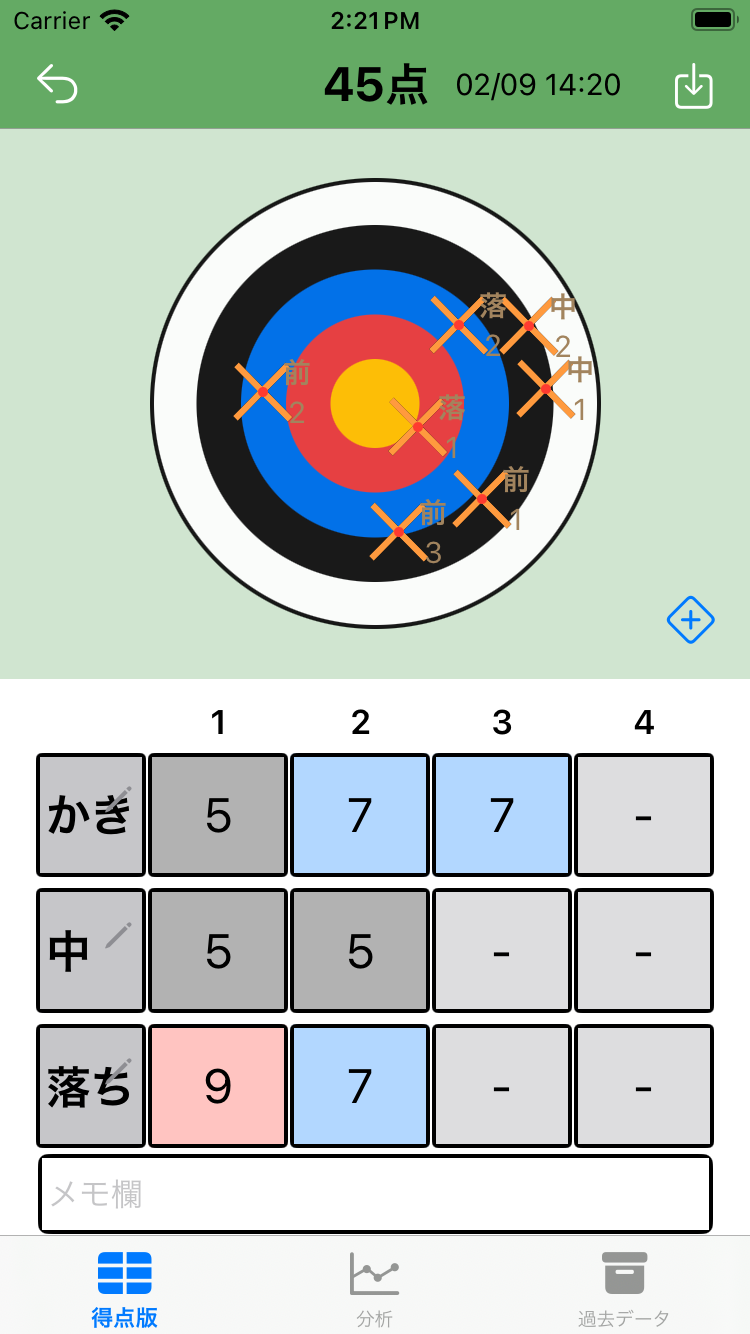 Carrier 2:21 PM
45点 02/09 14:20
落 中
2 2
前 中
2 落 1
1
前
前 1
3
1 2 3 4
かぎ 5 7 7 -
中 5 5 - -
落ち 9 7 - -
メモ欄
得点版 分析 過去データ